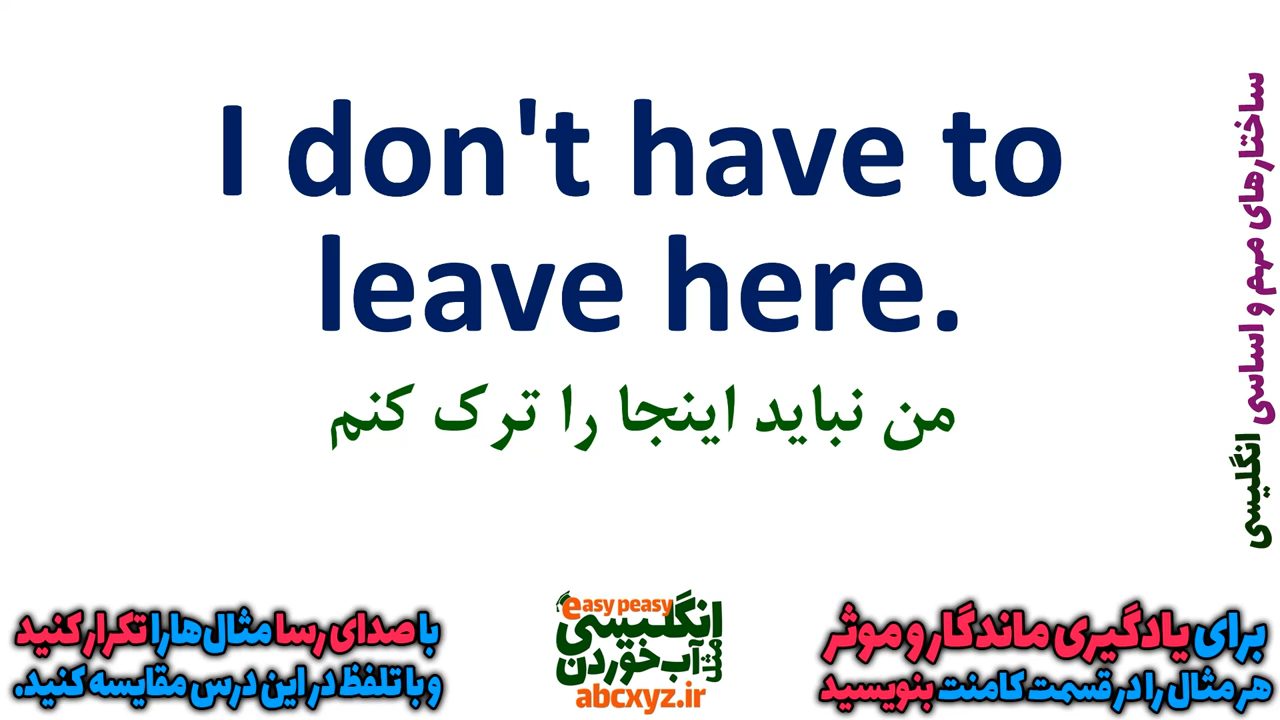 I don't have to
leave here.
من نباید اینجا را ترک کنم
ساختارهای مهم و اساسی انگلیسی
با صدای رسا مثال‌ها را تکرار کنید
و با تلفظ در این درس مقایسه کنید.
easy peasy
انگلیسی
مثل
آب خوردن
abcxyz.ir
برای یادگیری ماندگار و موثر
هر مثال را در قسمت کامنت بنویسید